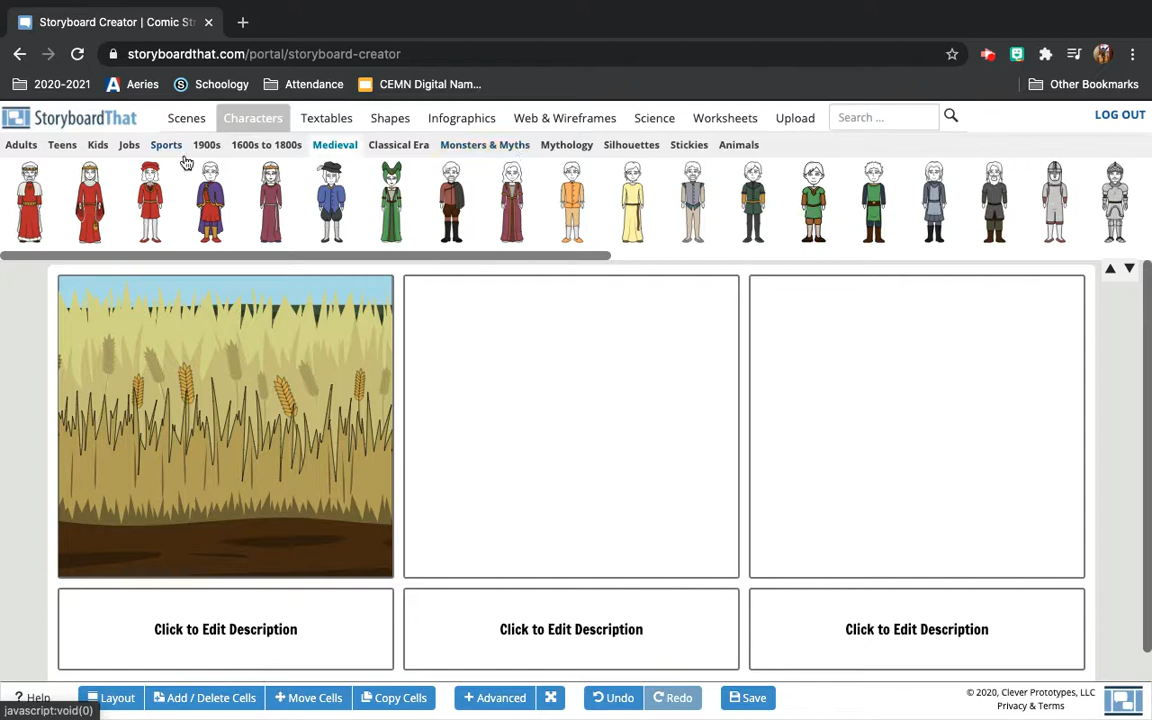 Storyboard Creator | Comic St
storyboardthat.com/portal/storyboard-creator
2020-2021 Aeries Schoology Attendance CEMN Digital Nam... Other Bookmarks
StoryboardThat Scenes Characters Textables Shapes Infographics Web & Wireframes Science Worksheets Upload Search ... LOG OUT
Adults Teens Kids Jobs Sports 1900s 1600s to 1800s Medieval Classical Era Monsters & Myths Mythology Silhouettes Stickies Animals
Click to Edit Description Click to Edit Description Click to Edit Description
? Help Layout Add / Delete Cells Move Cells Copy Cells + Advanced Undo Redo Save © 2020, Clever Prototypes, LLC
Privacy & Terms
javascript:void(0)